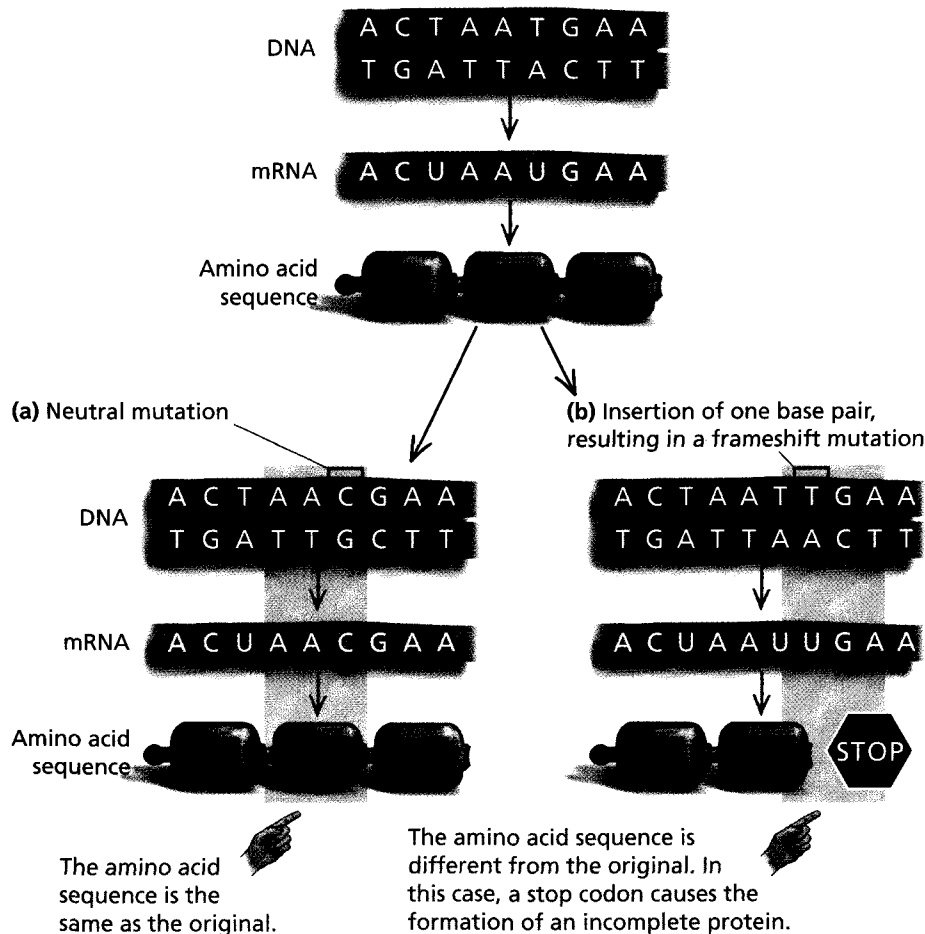 A C T A A T G A A
DNA
T G A T T A C T T
mRNA
A C U A A U G A A
Amino acid
sequence
(a) Neutral mutation
(b) Insertion of one base pair,
resulting in a frameshift mutation
A C T A A C G A A
DNA
T G A T T G C T T
mRNA
A C U A A C G A A
Amino acid
sequence
The amino acid
sequence is the
same as the original.
A C T A A T T G A A
T G A T T A A C T T
A C U A A U U G A A
STOP
The amino acid sequence is
different from the original. In
this case, a stop codon causes the
formation of an incomplete protein.